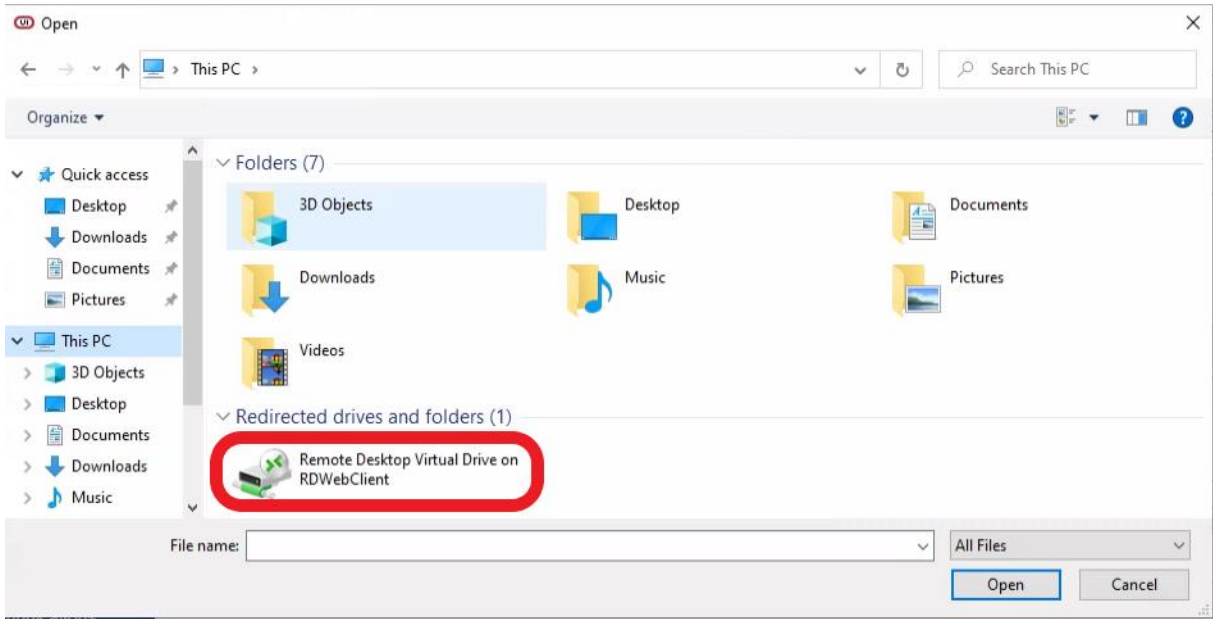 UI Open
This PC
Search This PC
Organize
Quick access
Desktop
Downloads
Documents
Pictures
This PC
3D Objects
Desktop
Documents
Downloads
Music
Folders (7)
3D Objects
Desktop
Documents
Downloads
Music
Pictures
Videos
Redirected drives and folders (1)
Remote Desktop Virtual Drive on
RDWebClient
File name:
All Files
Open
Cancel